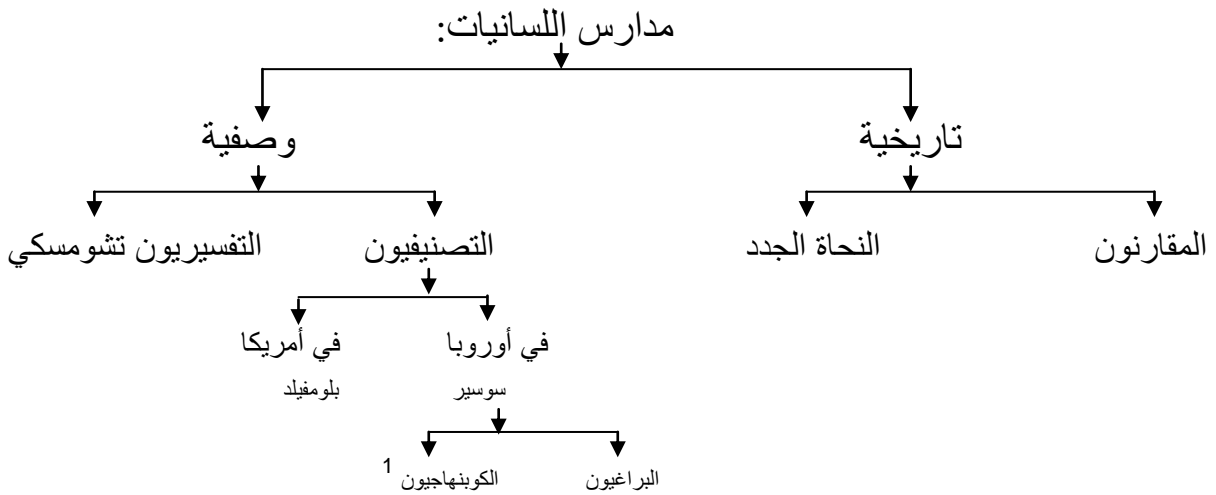 مدارس اللسانيات:
تاريخية وصفية
المقارنون النحاة الجدد التصنيفيون التفسيريون تشومسكي
في أوروبا في أمريكا
سوسير بلومفيلد
البراغيون الكوبنهاجيون 1